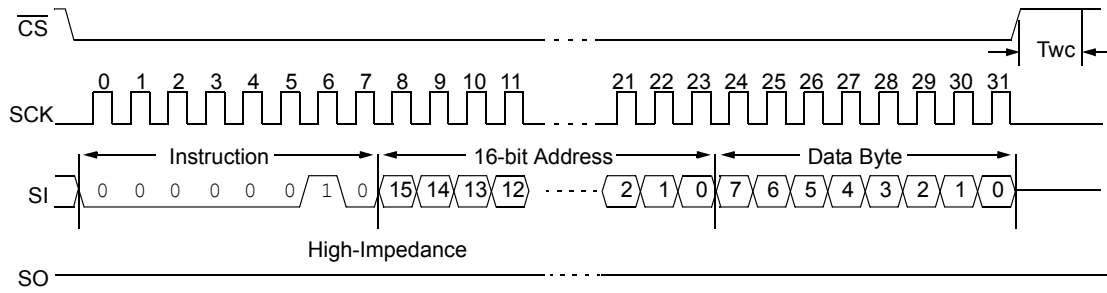 CS
Twc
0 1 2 3 4 5 6 7 8 9 10 11 21 22 23 24 25 26 27 28 29 30 31
SCK
Instruction 16-bit Address Data Byte
SI 0 0 0 0 0 0 1 0 15 14 13 12 2 1 0 7 6 5 4 3 2 1 0
High-Impedance
SO